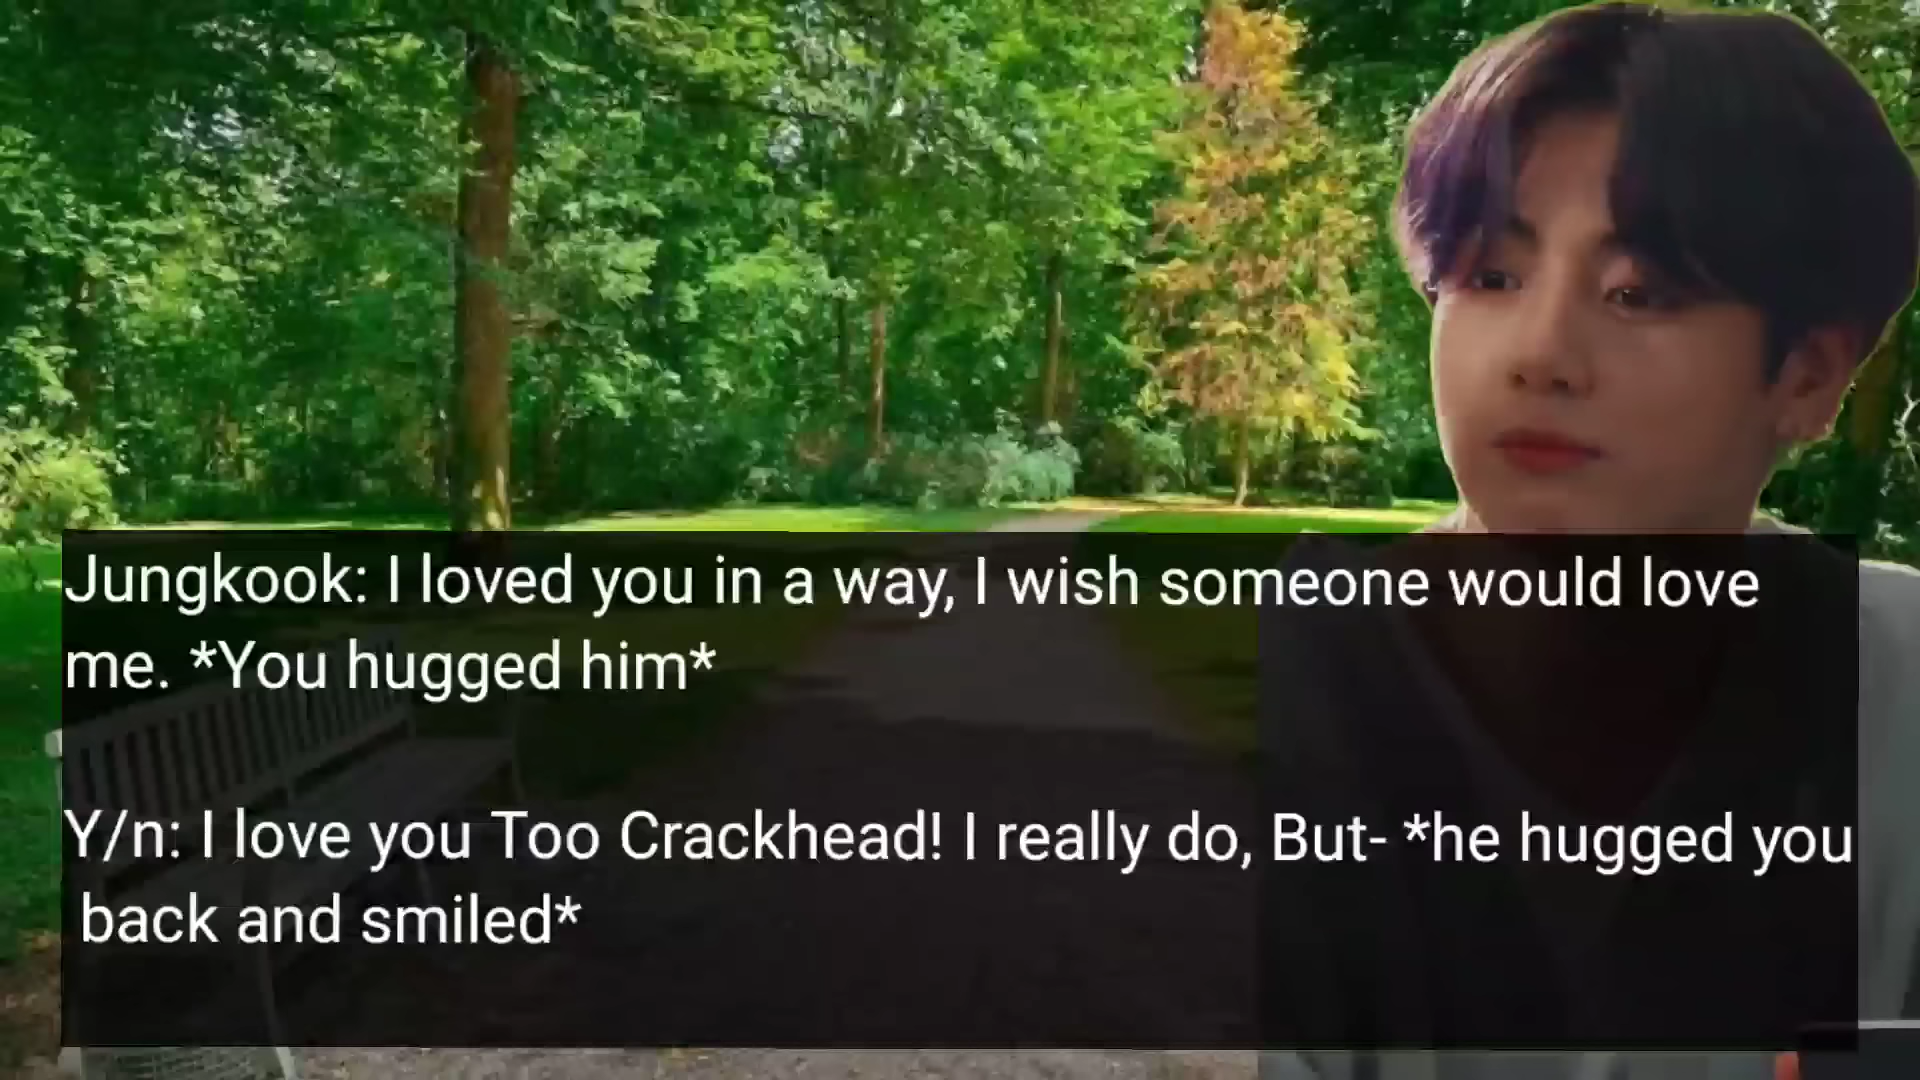 Jungkook: I loved you in a way, I wish someone would love
me. *You hugged him*
Y/n: I love you Too Crackhead! I really do, But- *he hugged you
back and smiled*